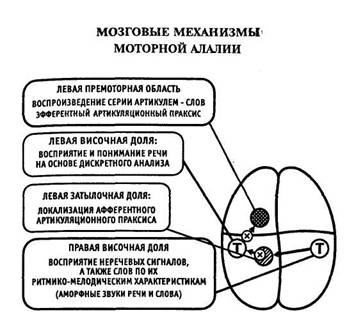 МОЗГОВЫЕ МЕХАНИЗМЫ
МОТОРНОЙ АЛАЛИИ
ЛЕВАЯ ПРЕМОТОРНАЯ ОБЛАСТЬ
ВОСПРОИЗВЕДЕНИЕ СЕРИИ АРТИКУЛЕМ - СЛОВ
ЭФФЕРЕНТНЫЙ АРТИКУЛЯЦИОННЫЙ ПРАКСИС
ЛЕВАЯ ВИСОЧНАЯ ДОЛЯ:
ВОСПРИЯТИЕ И ПОНИМАНИЕ РЕЧИ
НА ОСНОВЕ ДИСКРЕТНОГО АНАЛИЗА
ЛЕВАЯ ЗАТЫЛОЧНАЯ ДОЛЯ:
ЛОКАЛИЗАЦИЯ АФФЕРЕНТНОГО
АРТИКУЛЯЦИОННОГО ПРАКСИСА
ПРАВАЯ ВИСОЧНАЯ ДОЛЯ
ВОСПРИЯТИЕ НЕРЕЧЕВЫХ СИГНАЛОВ,
А ТАКЖЕ СЛОВ ПО ИХ
РИТМИКО-МЕЛОДИЧЕСКИМ ХАРАКТЕРИСТИКАМ
(АМОРФНЫЕ ЗВУКИ РЕЧИ И СЛОВА)
Т
Т